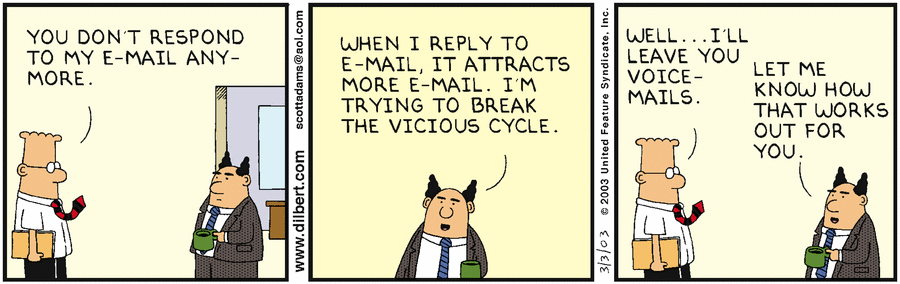 YOU DON'T RESPOND
TO MY E-MAIL ANY-
MORE.
www.dilbert.com scottadams@aol.com
WHEN I REPLY TO
E-MAIL, IT ATTRACTS
MORE E-MAIL. I'M
TRYING TO BREAK
THE VICIOUS CYCLE.
3/3/03 © 2003 United Feature Syndicate, Inc.
WELL...I'LL
LEAVE YOU
VOICE-
MAILS.
LET ME
KNOW HOW
THAT WORKS
OUT FOR
YOU.